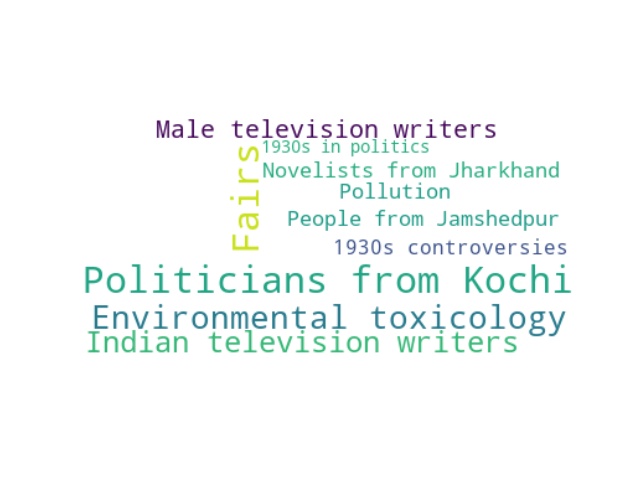 Male television writers
1930s in politics
Fairs
Novelists from Jharkhand
Pollution
People from Jamshedpur
1930s controversies
Politicians from Kochi
Environmental toxicology
Indian television writers